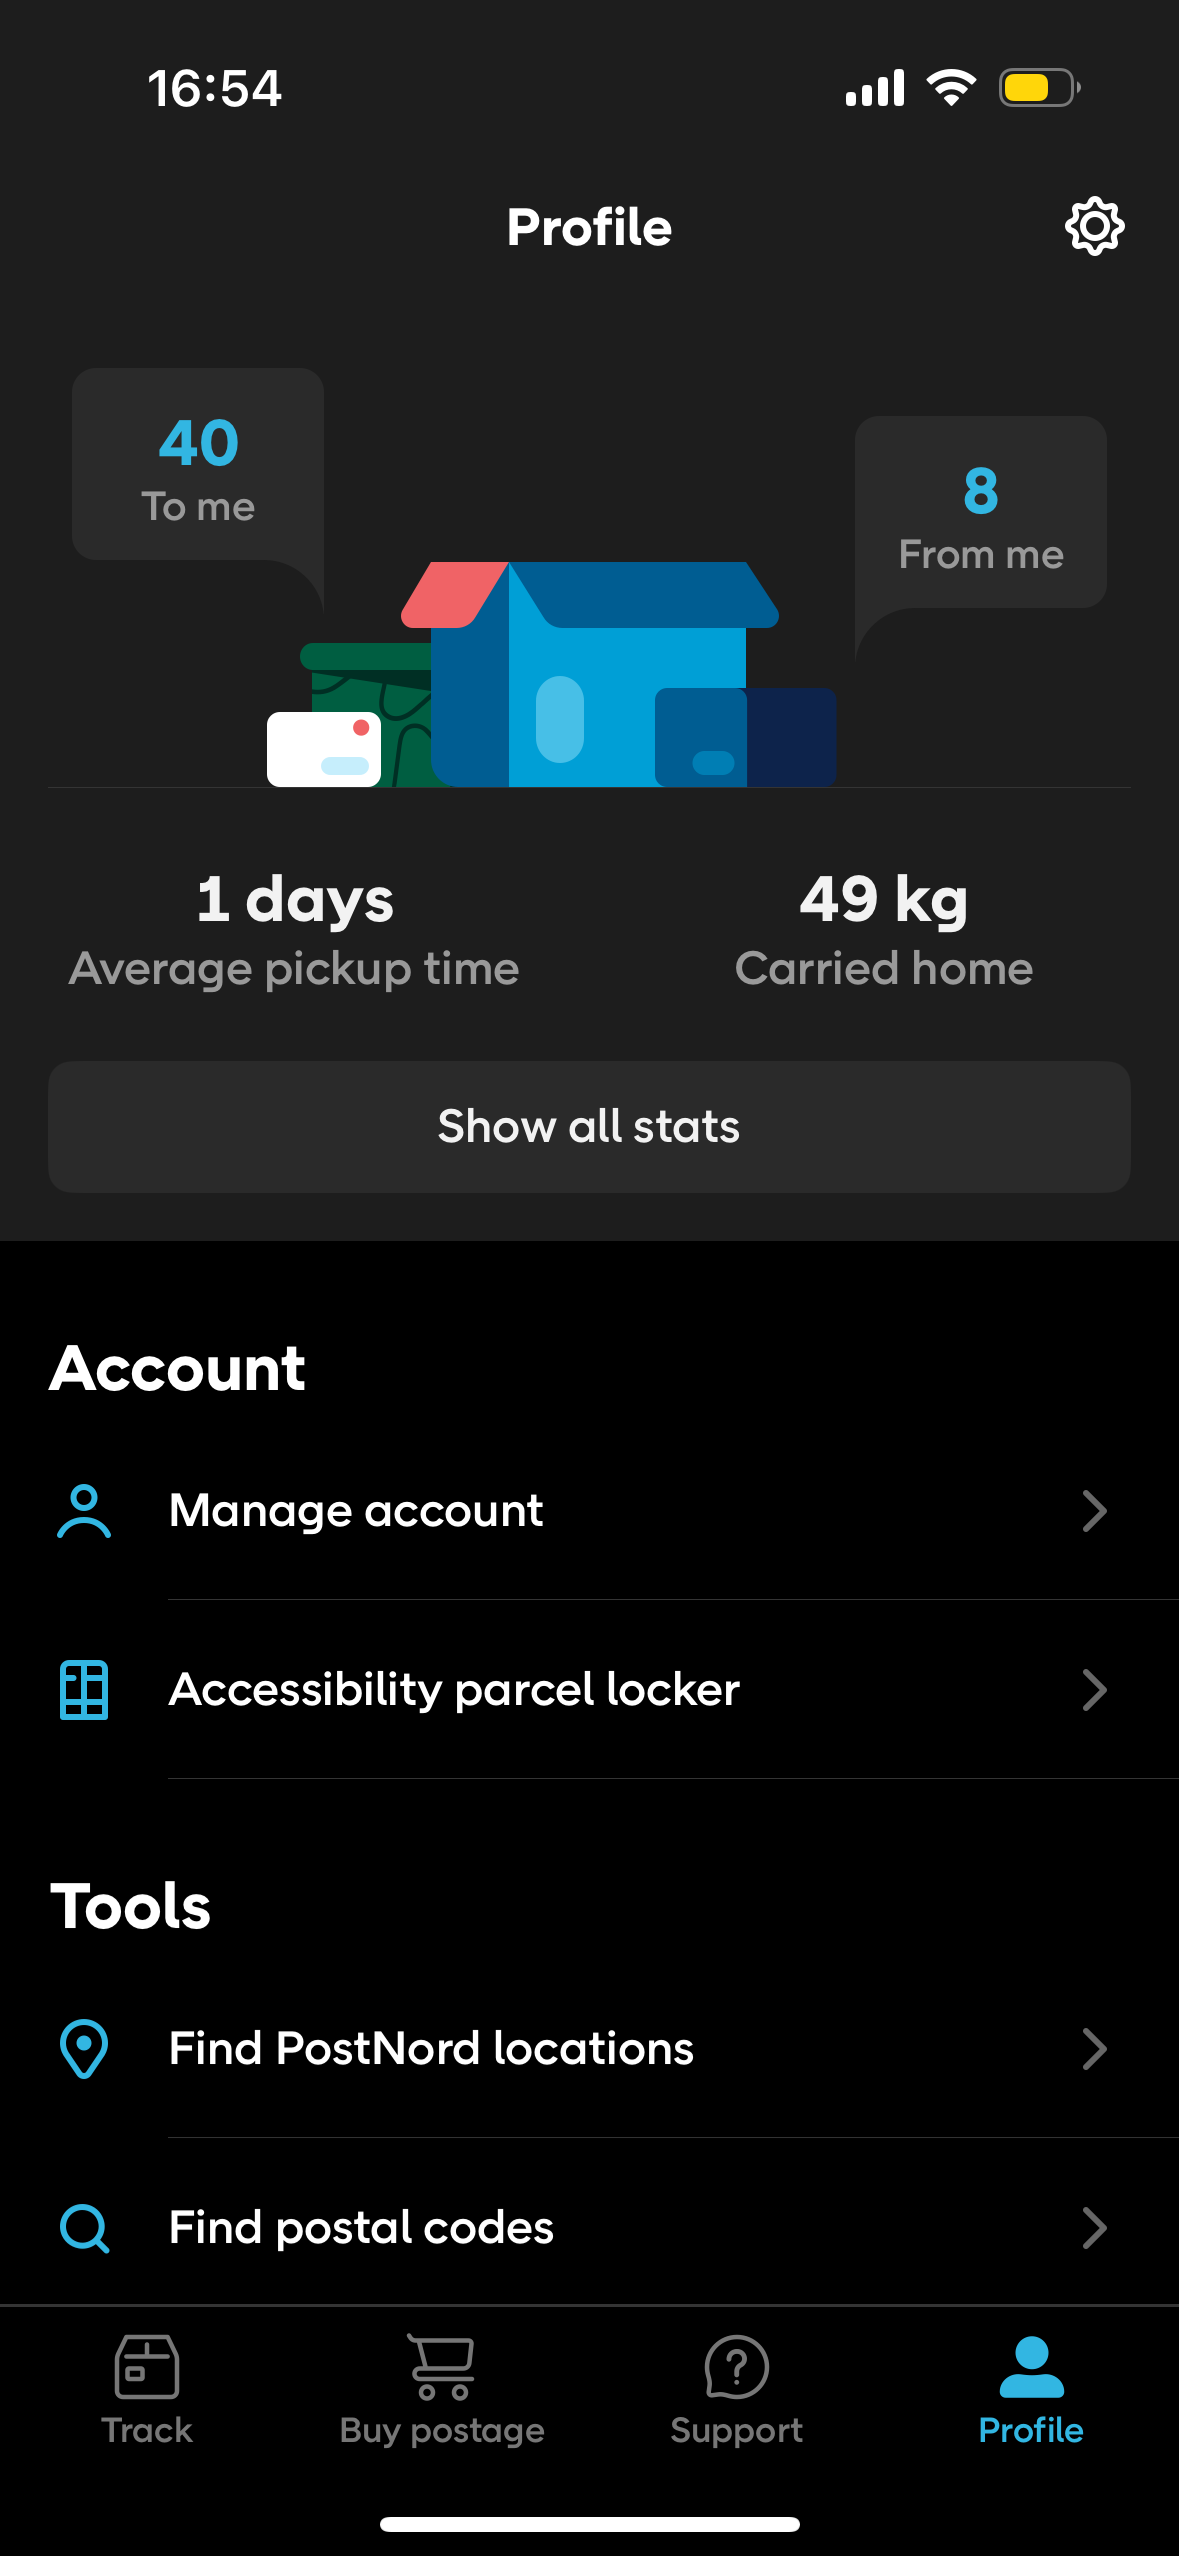 16:54
Profile
40
To me
8
From me
1 days
Average pickup time
49 kg
Carried home
Show all stats
Account
Manage account
Accessibility parcel locker
Tools
Find PostNord locations
Find postal codes
Track
Buy postage
Support
Profile